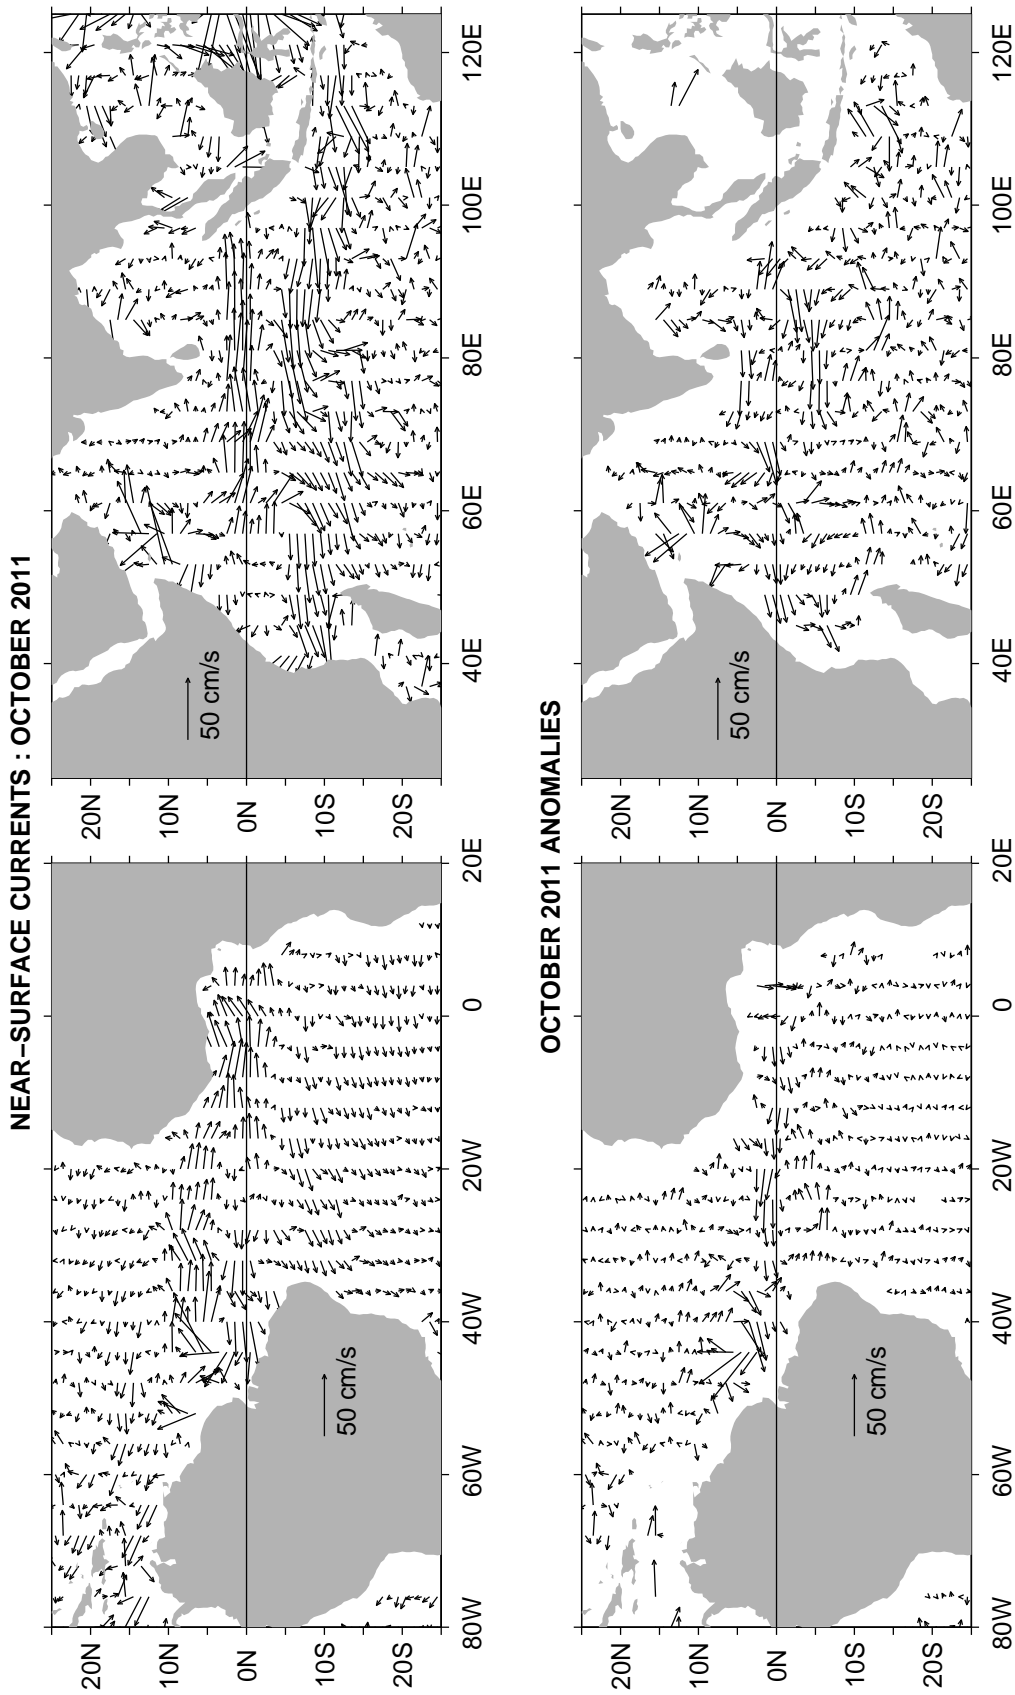 NEAR-SURFACE CURRENTS : OCTOBER 2011
20N
10N
0N
10S
20S
80W
60W
40W
20W
0
20E
50 cm/s
20N
10N
0N
10S
20S
40E
60E
80E
100E
120E
50 cm/s
OCTOBER 2011 ANOMALIES
20N
10N
0N
10S
20S
80W
60W
40W
20W
0
20E
50 cm/s
20N
10N
0N
10S
20S
40E
60E
80E
100E
120E
50 cm/s